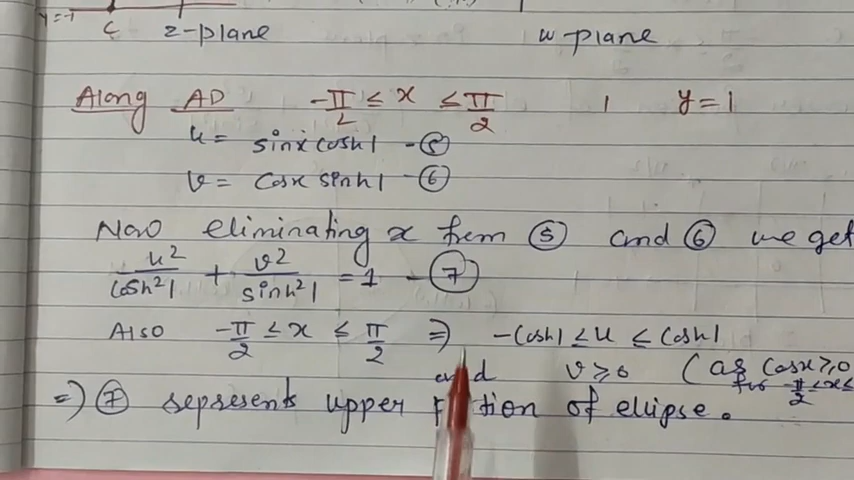 y=-1
C z-plane w-plane
Along AD -π/2 ≤ x ≤ π/2 , y=1
u = sinx cosh1 - ⑤
v = cosx sinh1 - ⑥
Now eliminating x from ⑤ and ⑥ we get
u²/cosh²1 + v²/sinh²1 = 1 - ⑦
Also -π/2 ≤ x ≤ π/2 ⇒ -cosh1 ≤ u ≤ cosh1
and v≥0 (as cosx≥0
for -π/2≤x≤
⇒ ⑦ represents upper portion of ellipse.